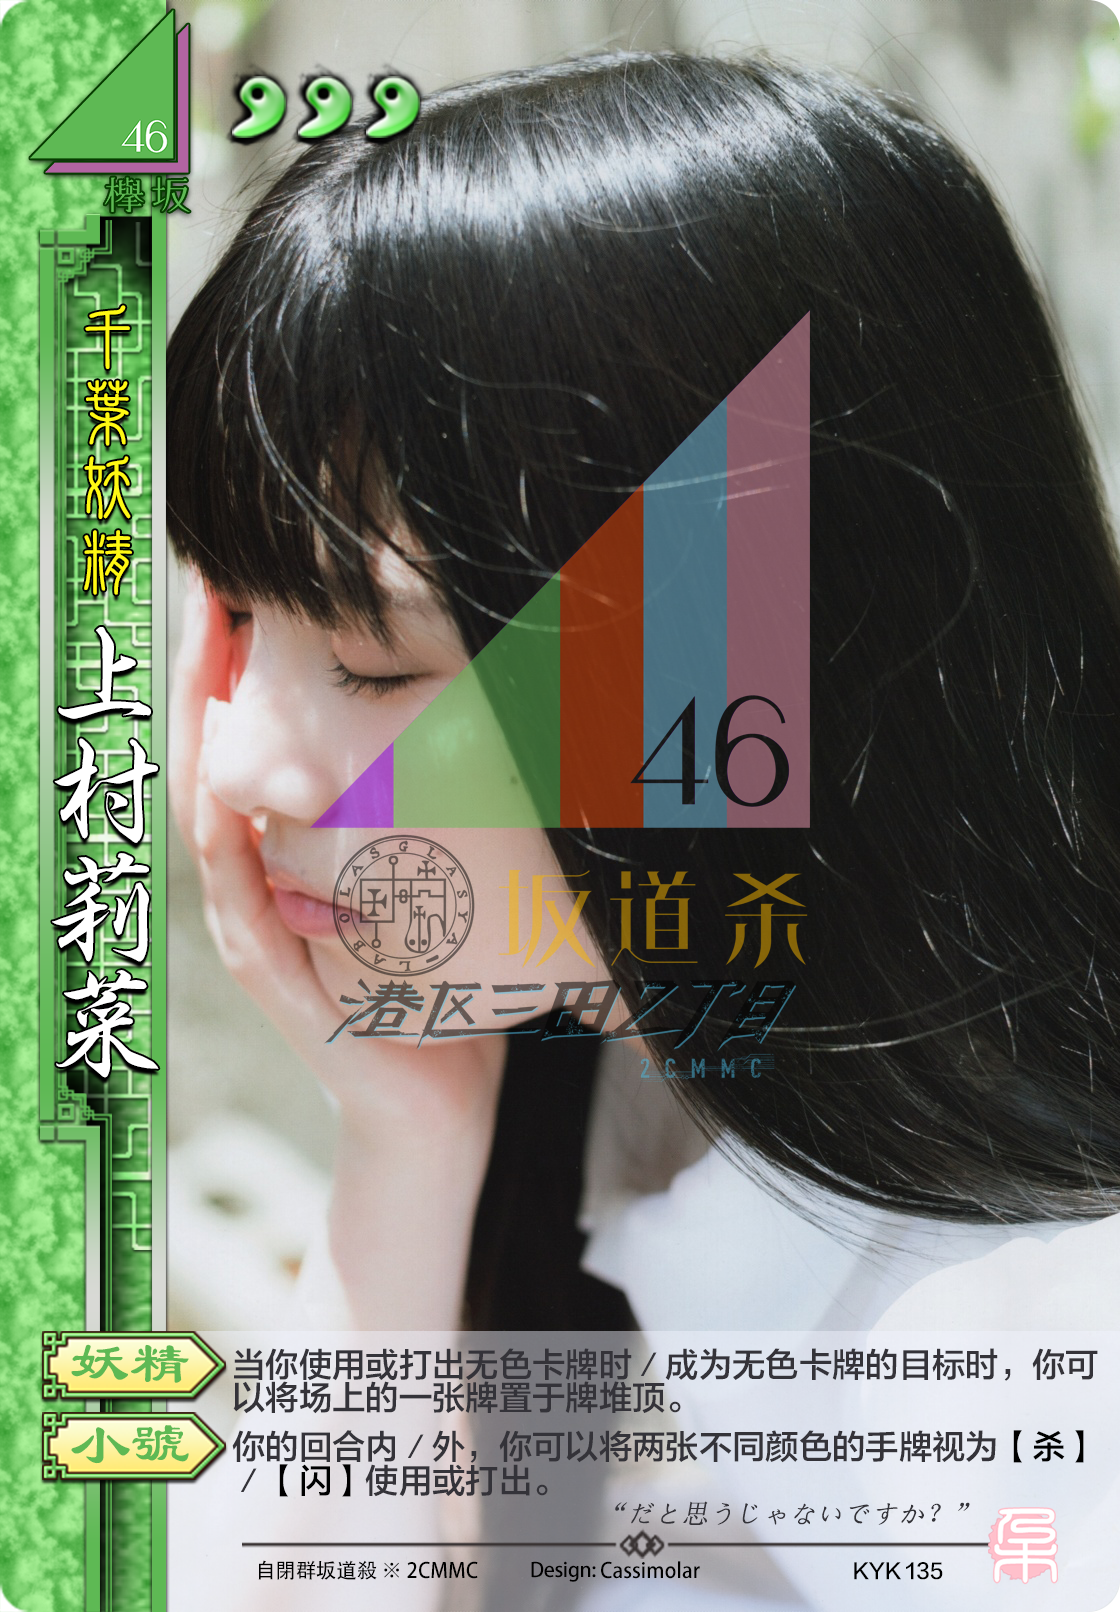 46
欅坂
千葉妖精
上村莉菜
46
GLASYA-LABOLAS
坂道杀
港区三田2丁目
2CMMC
妖精
当你使用或打出无色卡牌时 / 成为无色卡牌的目标时，你可
以将场上的一张牌置于牌堆顶。
小號
你的回合内 / 外，你可以将两张不同颜色的手牌视为【杀】
/【闪】使用或打出。
“だと思うじゃないですか？”
自閉群坂道殺 ※ 2CMMC
Design: Cassimolar
KYK 135